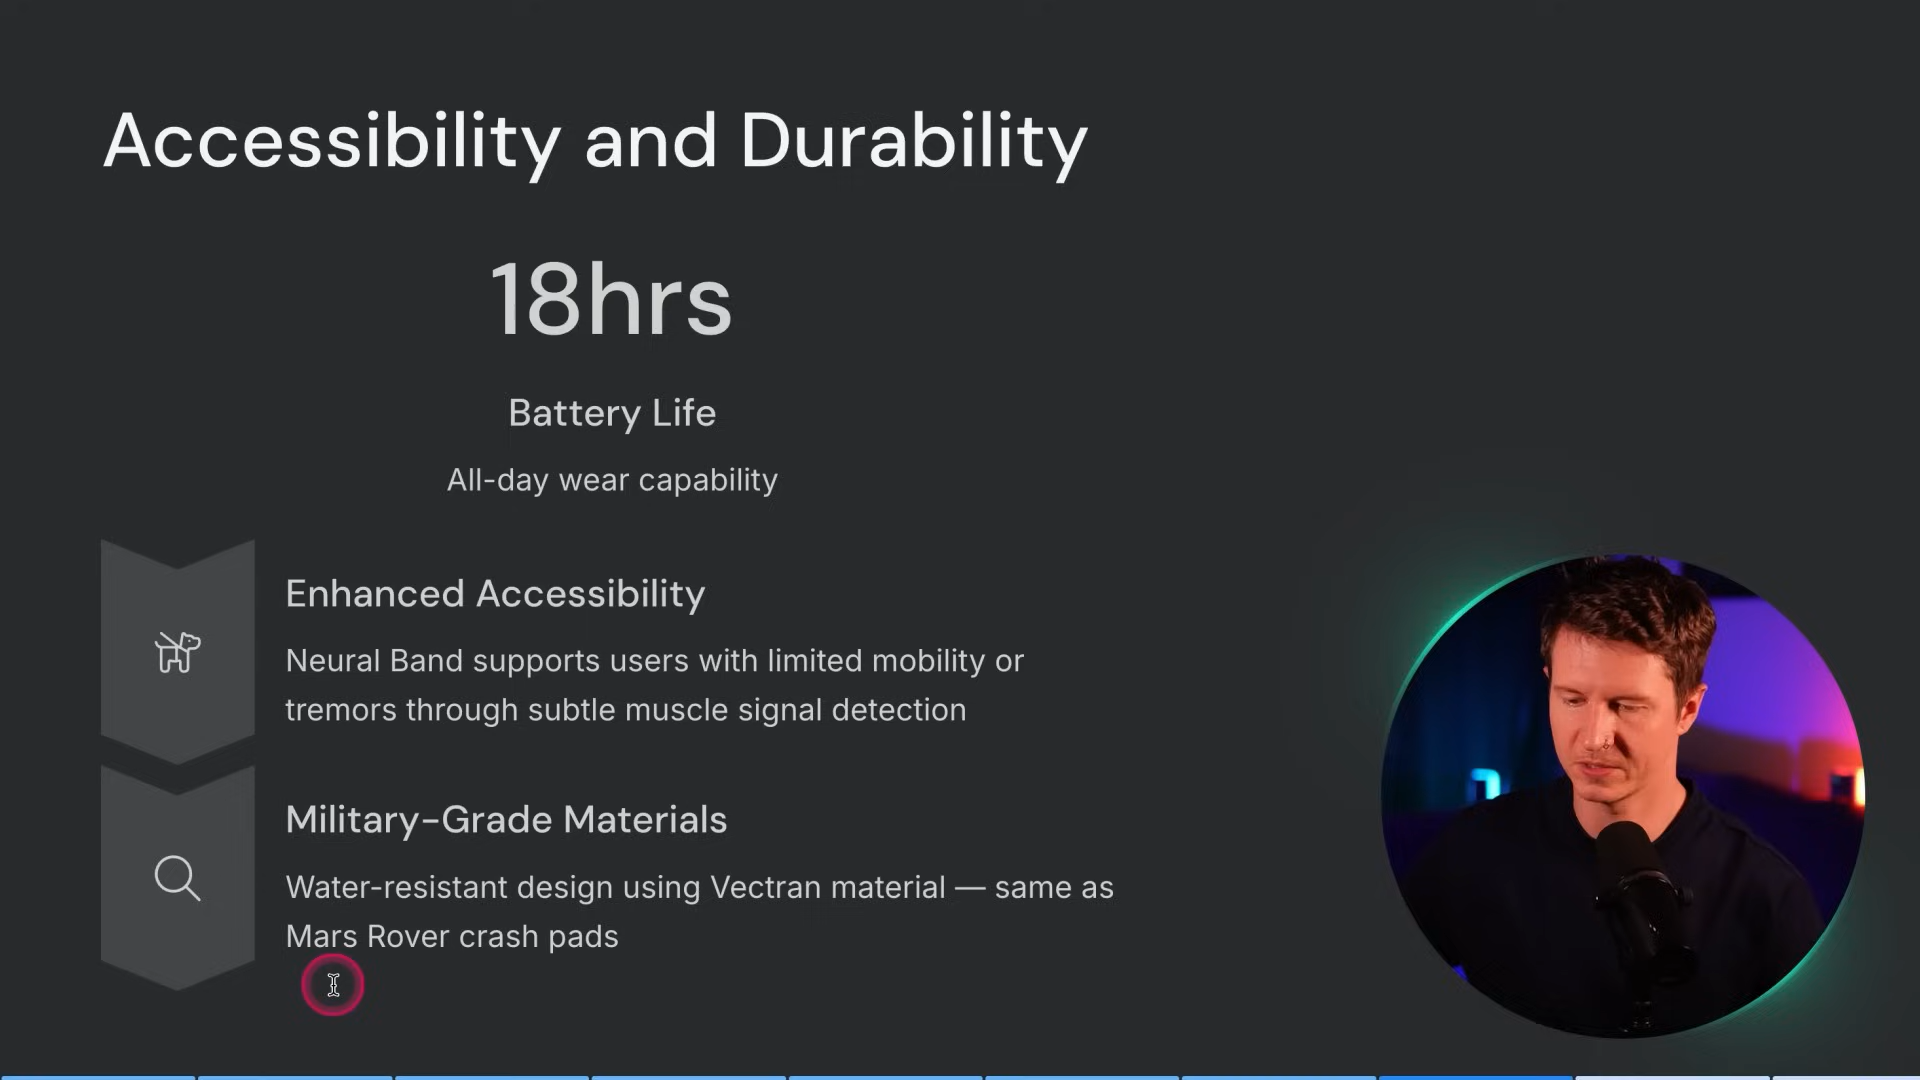 Accessibility and Durability
18hrs
Battery Life
All-day wear capability
Enhanced Accessibility
Neural Band supports users with limited mobility or
tremors through subtle muscle signal detection
Military-Grade Materials
Water-resistant design using Vectran material — same as
Mars Rover crash pads